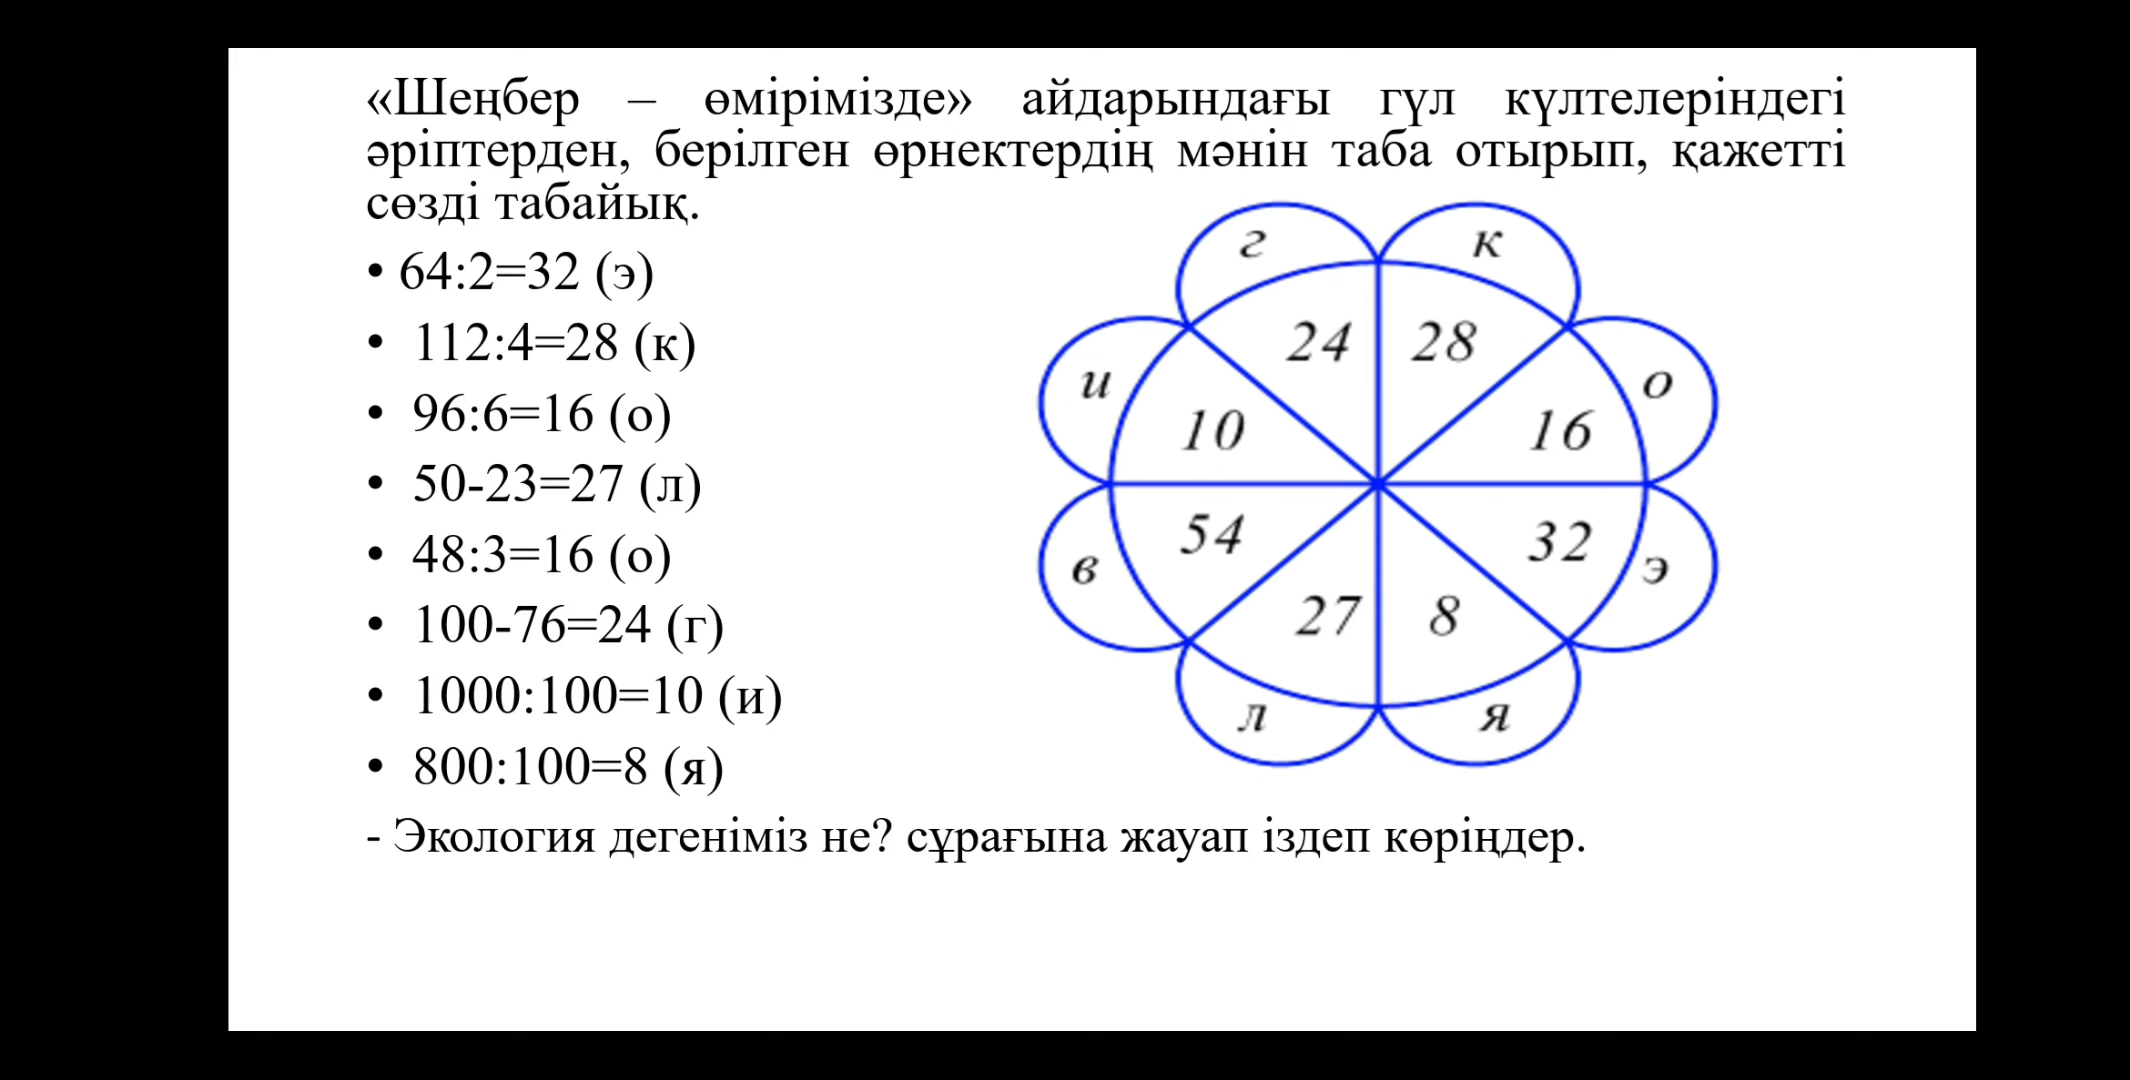 «Шеңбер – өмірімізде» айдарындағы гүл күлтелеріндегі
әріптерден, берілген өрнектердің мәнін таба отырып, қажетті
сөзді табайық.
• 64:2=32 (э)
• 112:4=28 (к)
• 96:6=16 (о)
• 50-23=27 (л)
• 48:3=16 (о)
• 100-76=24 (г)
• 1000:100=10 (и)
• 800:100=8 (я)
- Экология дегеніміз не? сұрағына жауап іздеп көріңдер.
г к
24 28
и о
10 16
54 32
в э
27 8
л я